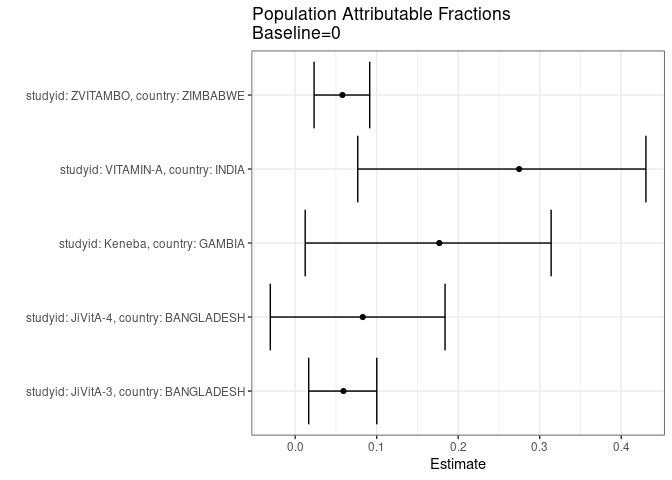 Population Attributable Fractions
Baseline=0
studyid: ZVITAMBO, country: ZIMBABWE
studyid: VITAMIN-A, country: INDIA
studyid: Keneba, country: GAMBIA
studyid: JiVitA-4, country: BANGLADESH
studyid: JiVitA-3, country: BANGLADESH
0.0 0.1 0.2 0.3 0.4
Estimate